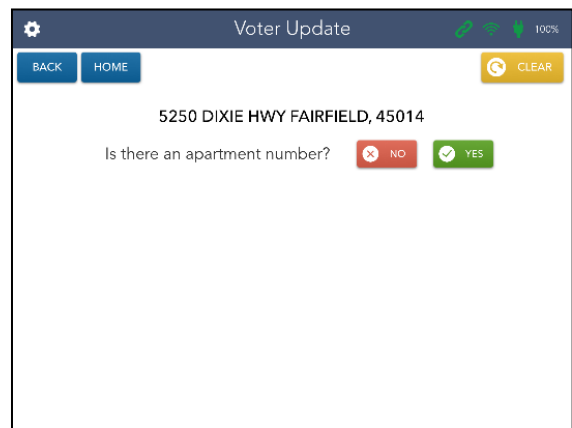 Voter Update 100%
BACK HOME CLEAR
5250 DIXIE HWY FAIRFIELD, 45014
Is there an apartment number? NO YES